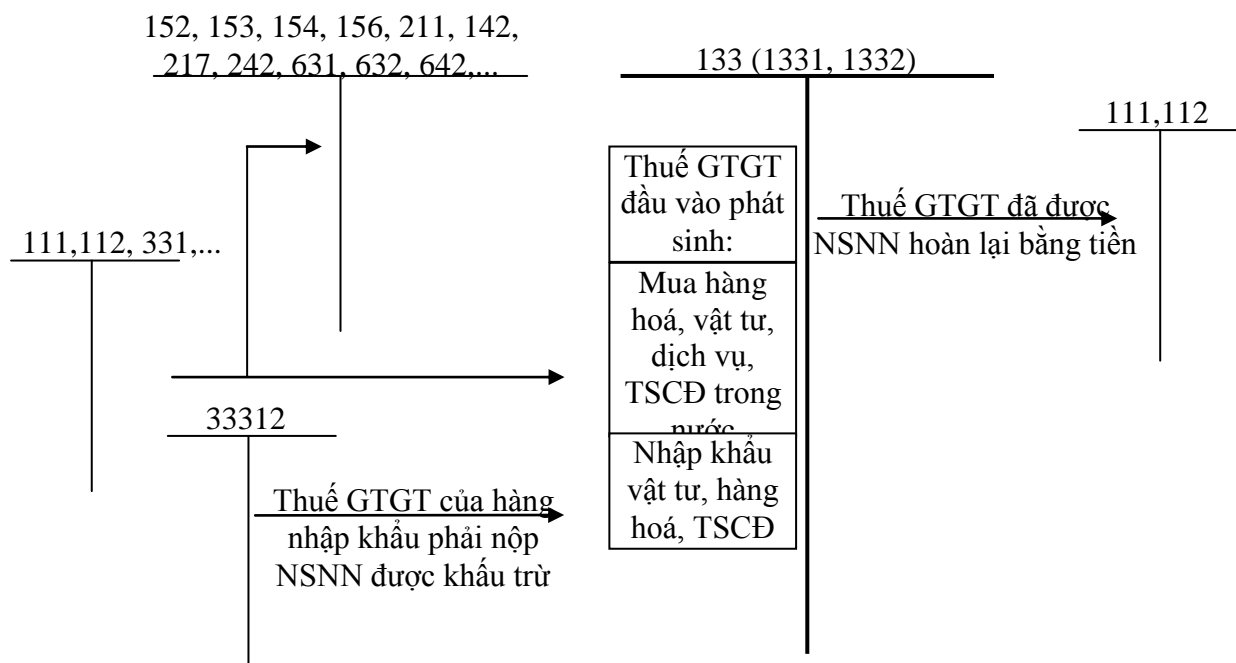 152, 153, 154, 156, 211, 142,
217, 242, 631, 632, 642,...
133 (1331, 1332)
111,112
Thuế GTGT
đầu vào phát
sinh:
Thuế GTGT đã được
NSNN hoàn lại bằng tiền
111,112, 331,...
Mua hàng
hoá, vật tư,
dịch vụ,
TSCĐ trong
nước
33312
Nhập khẩu
vật tư, hàng
hoá, TSCĐ
Thuế GTGT của hàng
nhập khẩu phải nộp
NSNN được khấu trừ